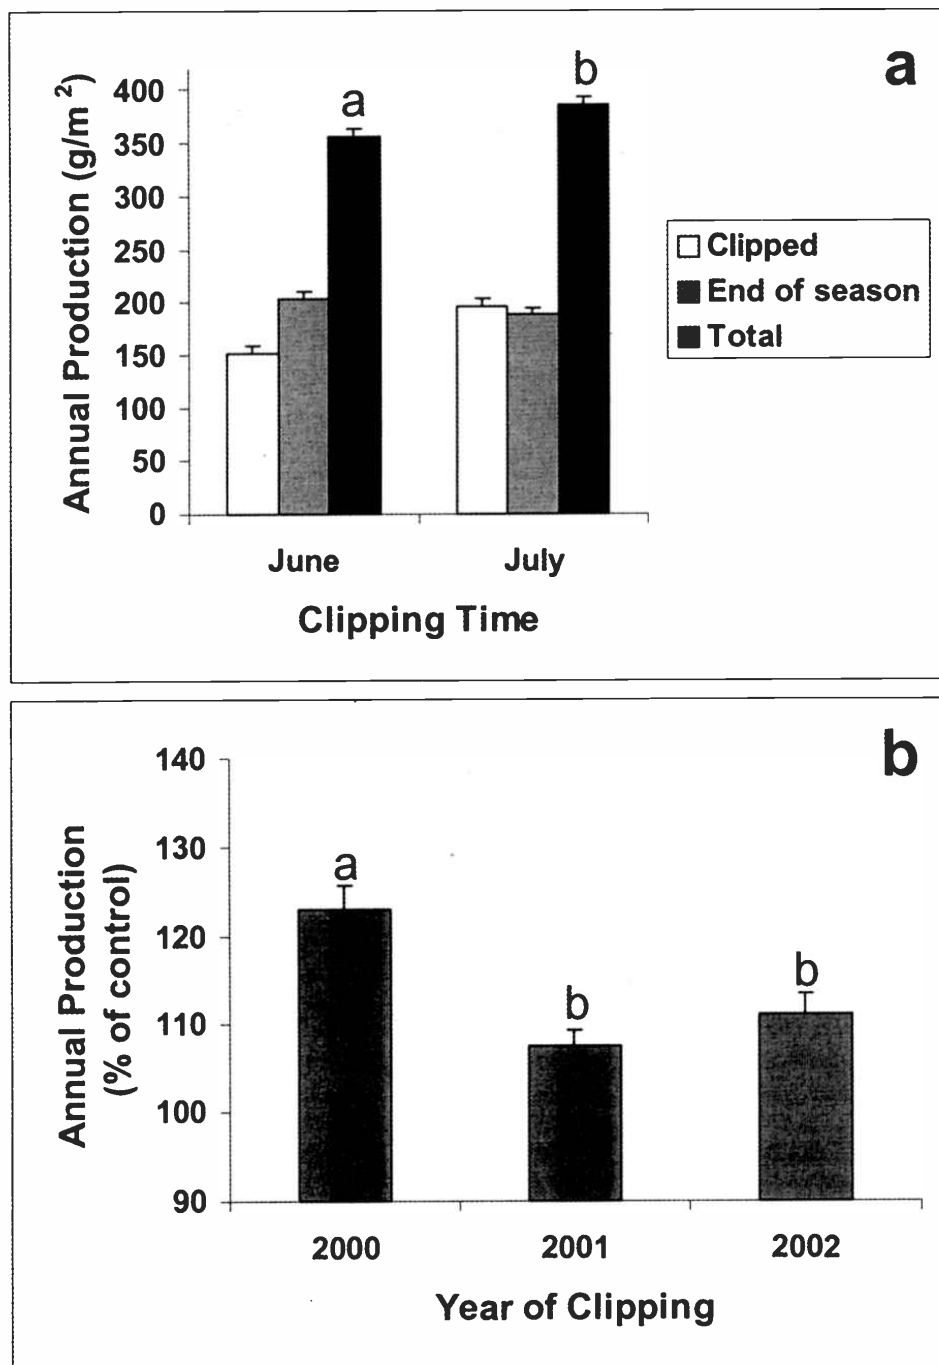 a
Annual Production (g/m²)
400
350
300
250
200
150
100
50
0
a
b
June
July
Clipping Time
Clipped
End of season
Total
b
Annual Production
(% of control)
140
130
120
110
100
90
a
b
b
2000
2001
2002
Year of Clipping